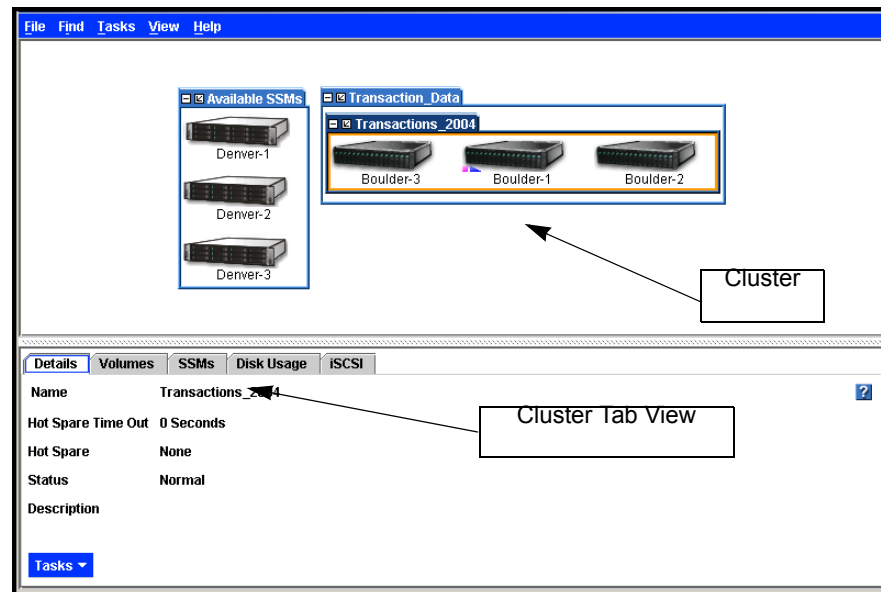 File Find Tasks View Help
Available SSMs
Denver-1
Denver-2
Denver-3
Transaction_Data
Transactions_2004
Boulder-3 Boulder-1 Boulder-2
Cluster
Details Volumes SSMs Disk Usage iSCSI
Name Transactions_2004
?
Cluster Tab View
Hot Spare Time Out 0 Seconds
Hot Spare None
Status Normal
Description
Tasks